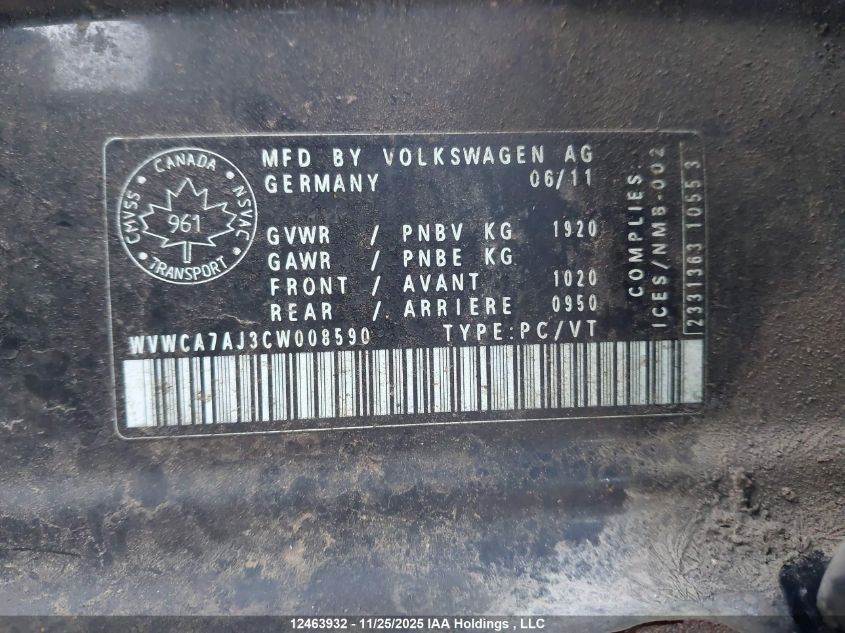 CANADA
CMVSS
NSVAC
961
TRANSPORT
MFD BY VOLKSWAGEN AG
GERMANY 06/11
GVWR / PNBV KG 1920
GAWR / PNBE KG
FRONT / AVANT 1020
REAR / ARRIERE 0950
WVWCA7AJ3CW008590 TYPE:PC/VT
COMPLIES:
ICES/NMB-002
2331363 10553
12463932 - 11/25/2025 IAA Holdings , LLC